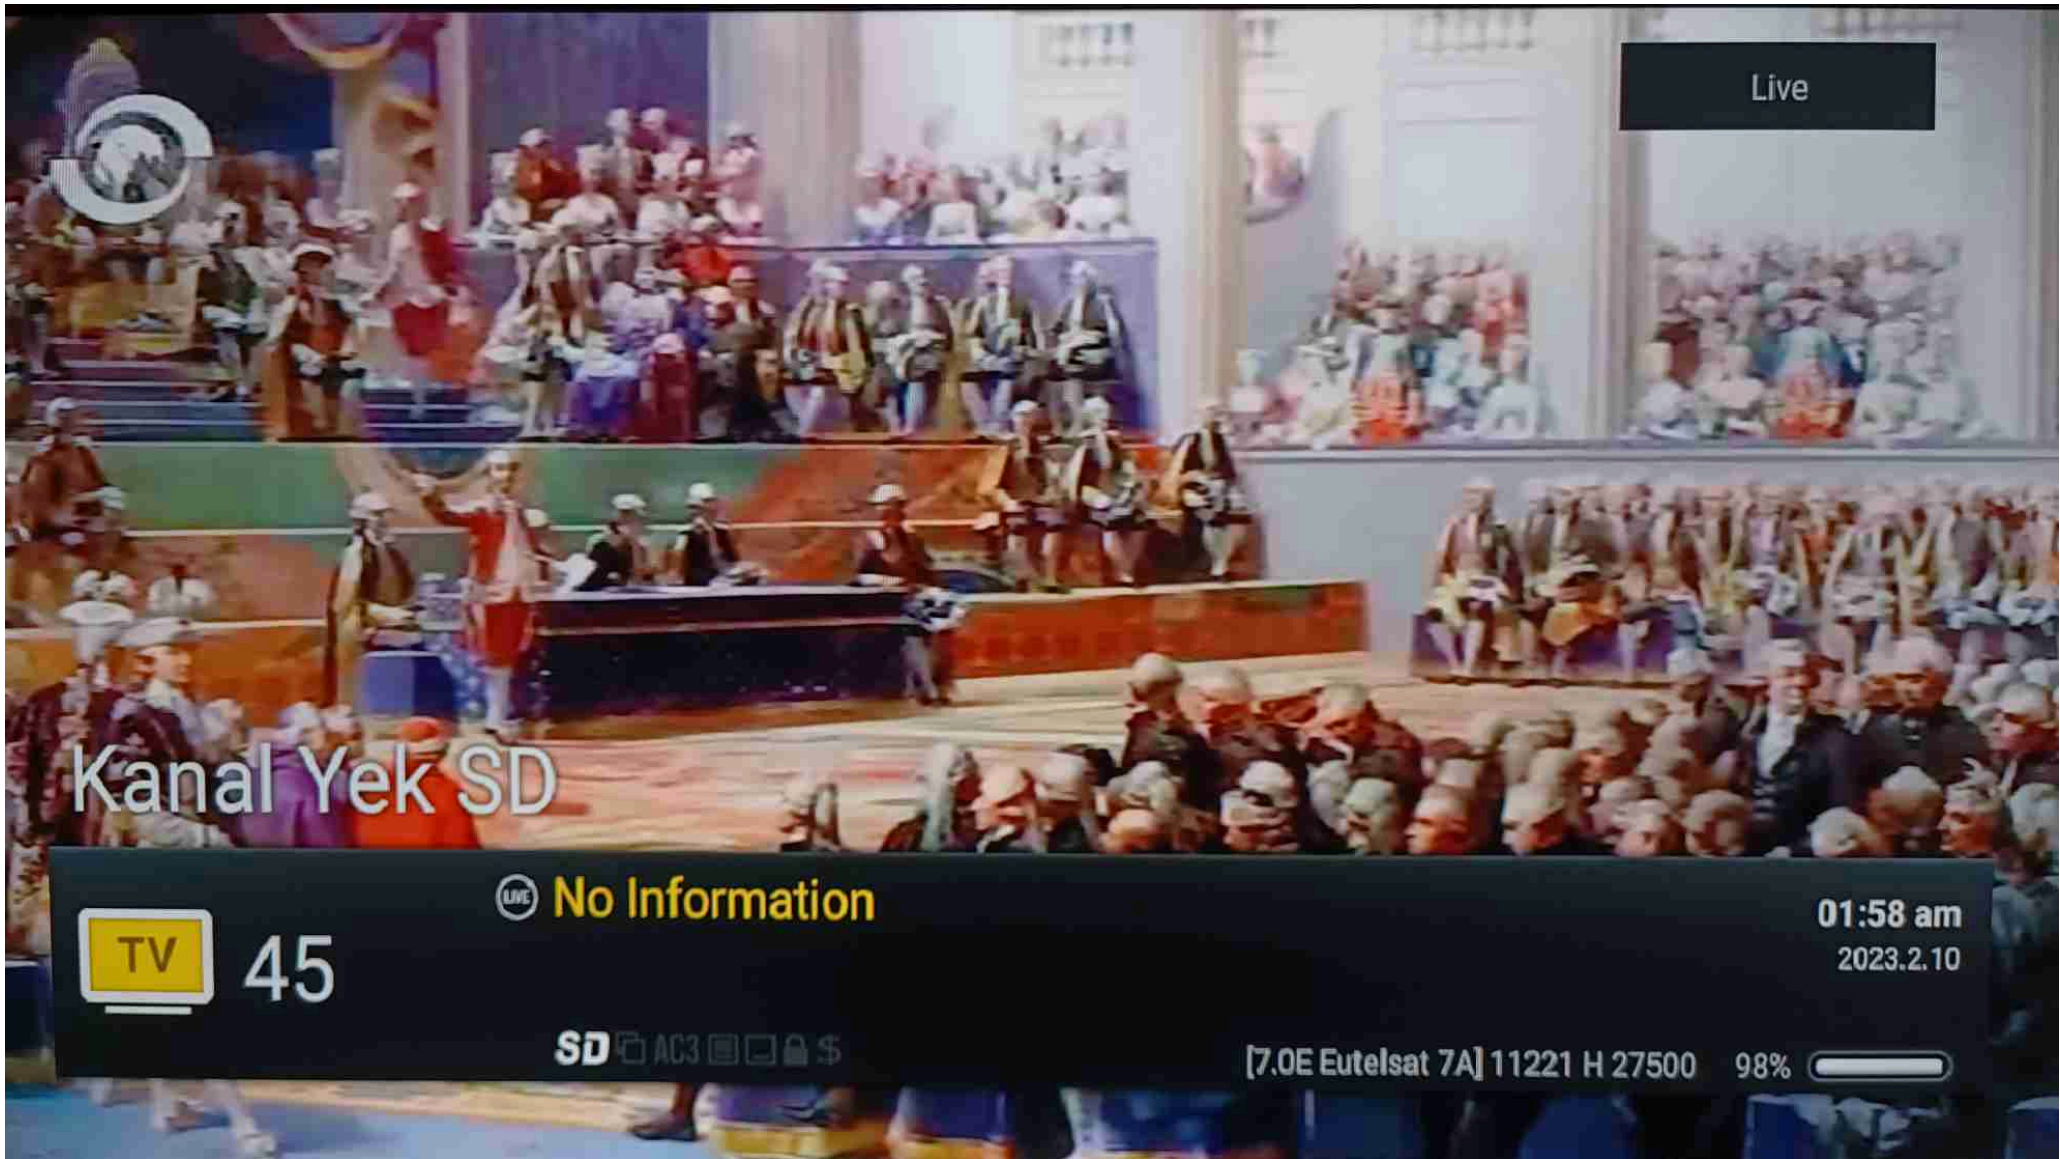 Live
Kanal Yek SD
LIVE No Information
TV 45
01:58 am
2023.2.10
SD AC3 $
[7.0E Eutelsat 7A] 11221 H 27500 98%